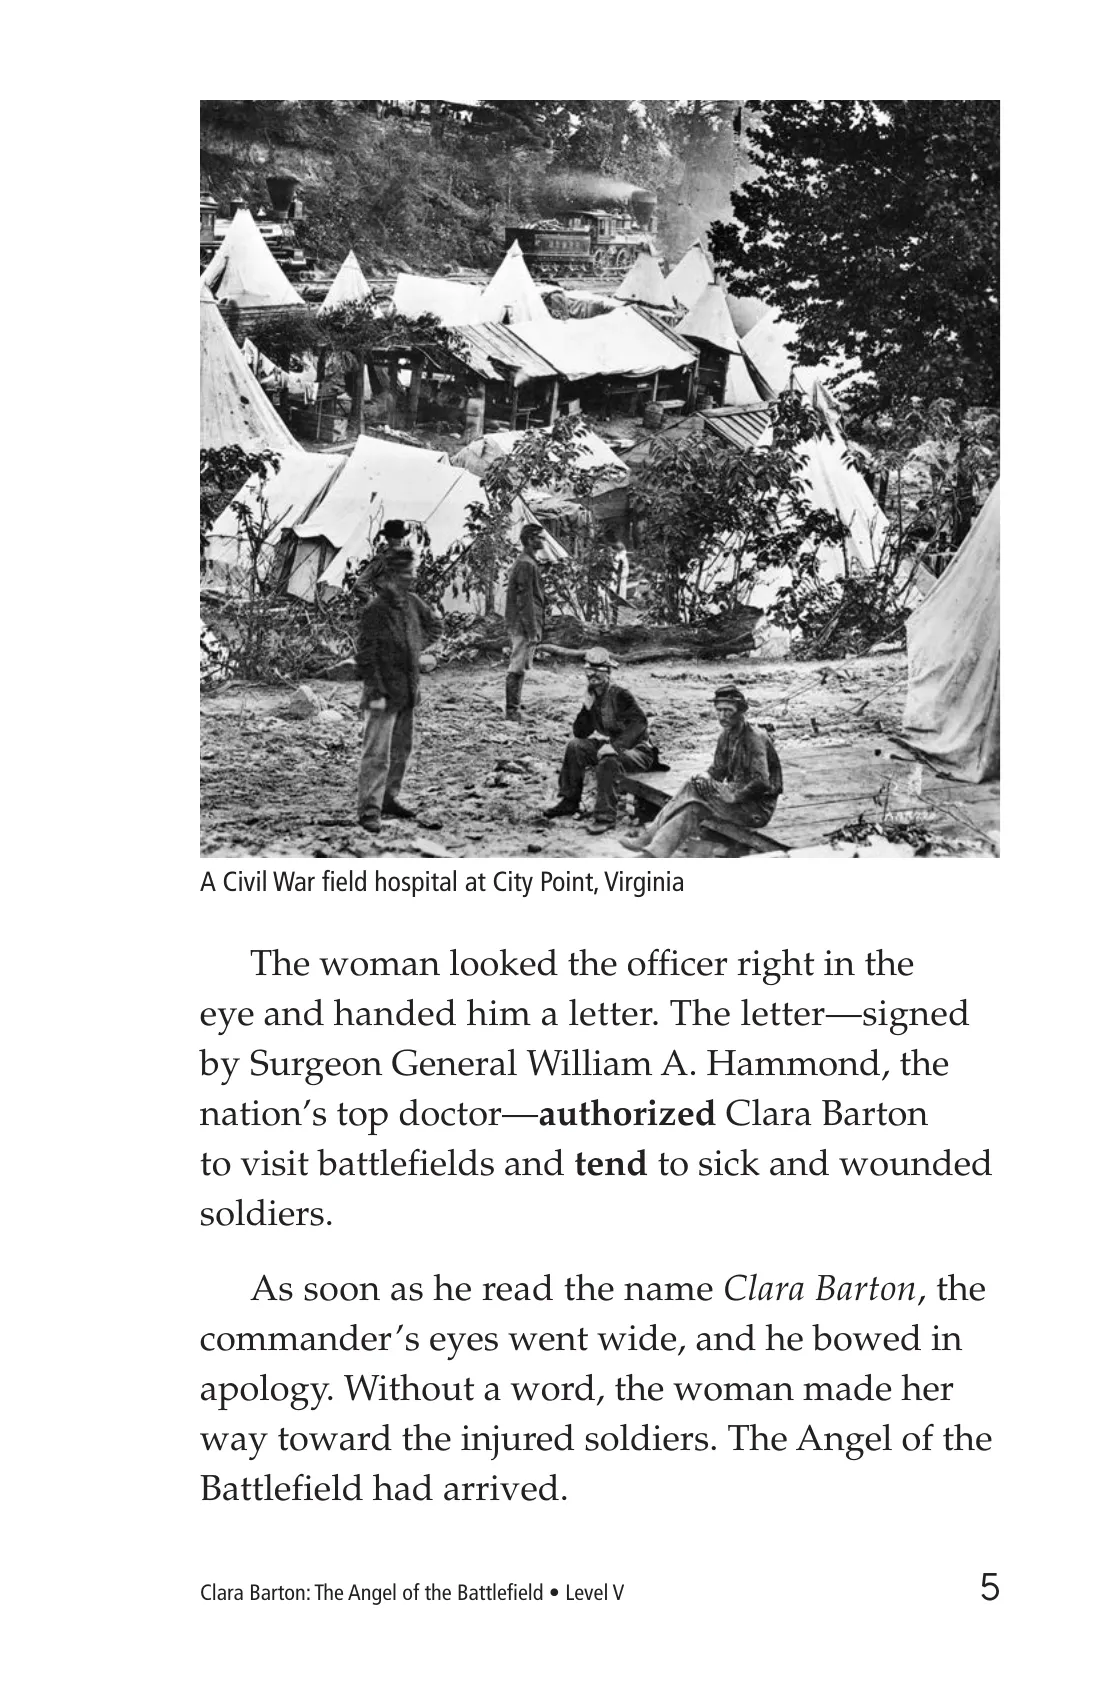 A Civil War field hospital at City Point, Virginia
The woman looked the officer right in the
eye and handed him a letter. The letter—signed
by Surgeon General William A. Hammond, the
nation’s top doctor—authorized Clara Barton
to visit battlefields and tend to sick and wounded
soldiers.
As soon as he read the name Clara Barton, the
commander’s eyes went wide, and he bowed in
apology. Without a word, the woman made her
way toward the injured soldiers. The Angel of the
Battlefield had arrived.
Clara Barton: The Angel of the Battlefield • Level V
5